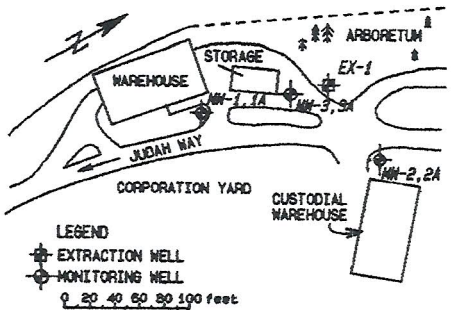 N
ARBORETUM
STORAGE
EX-1
WAREHOUSE
MW-1,1A
MW-3,3A
JUDAH WAY
MW-2,2A
CORPORATION YARD
CUSTODIAL
WAREHOUSE
LEGEND
EXTRACTION WELL
MONITORING WELL
0 20 40 60 80 100 feet